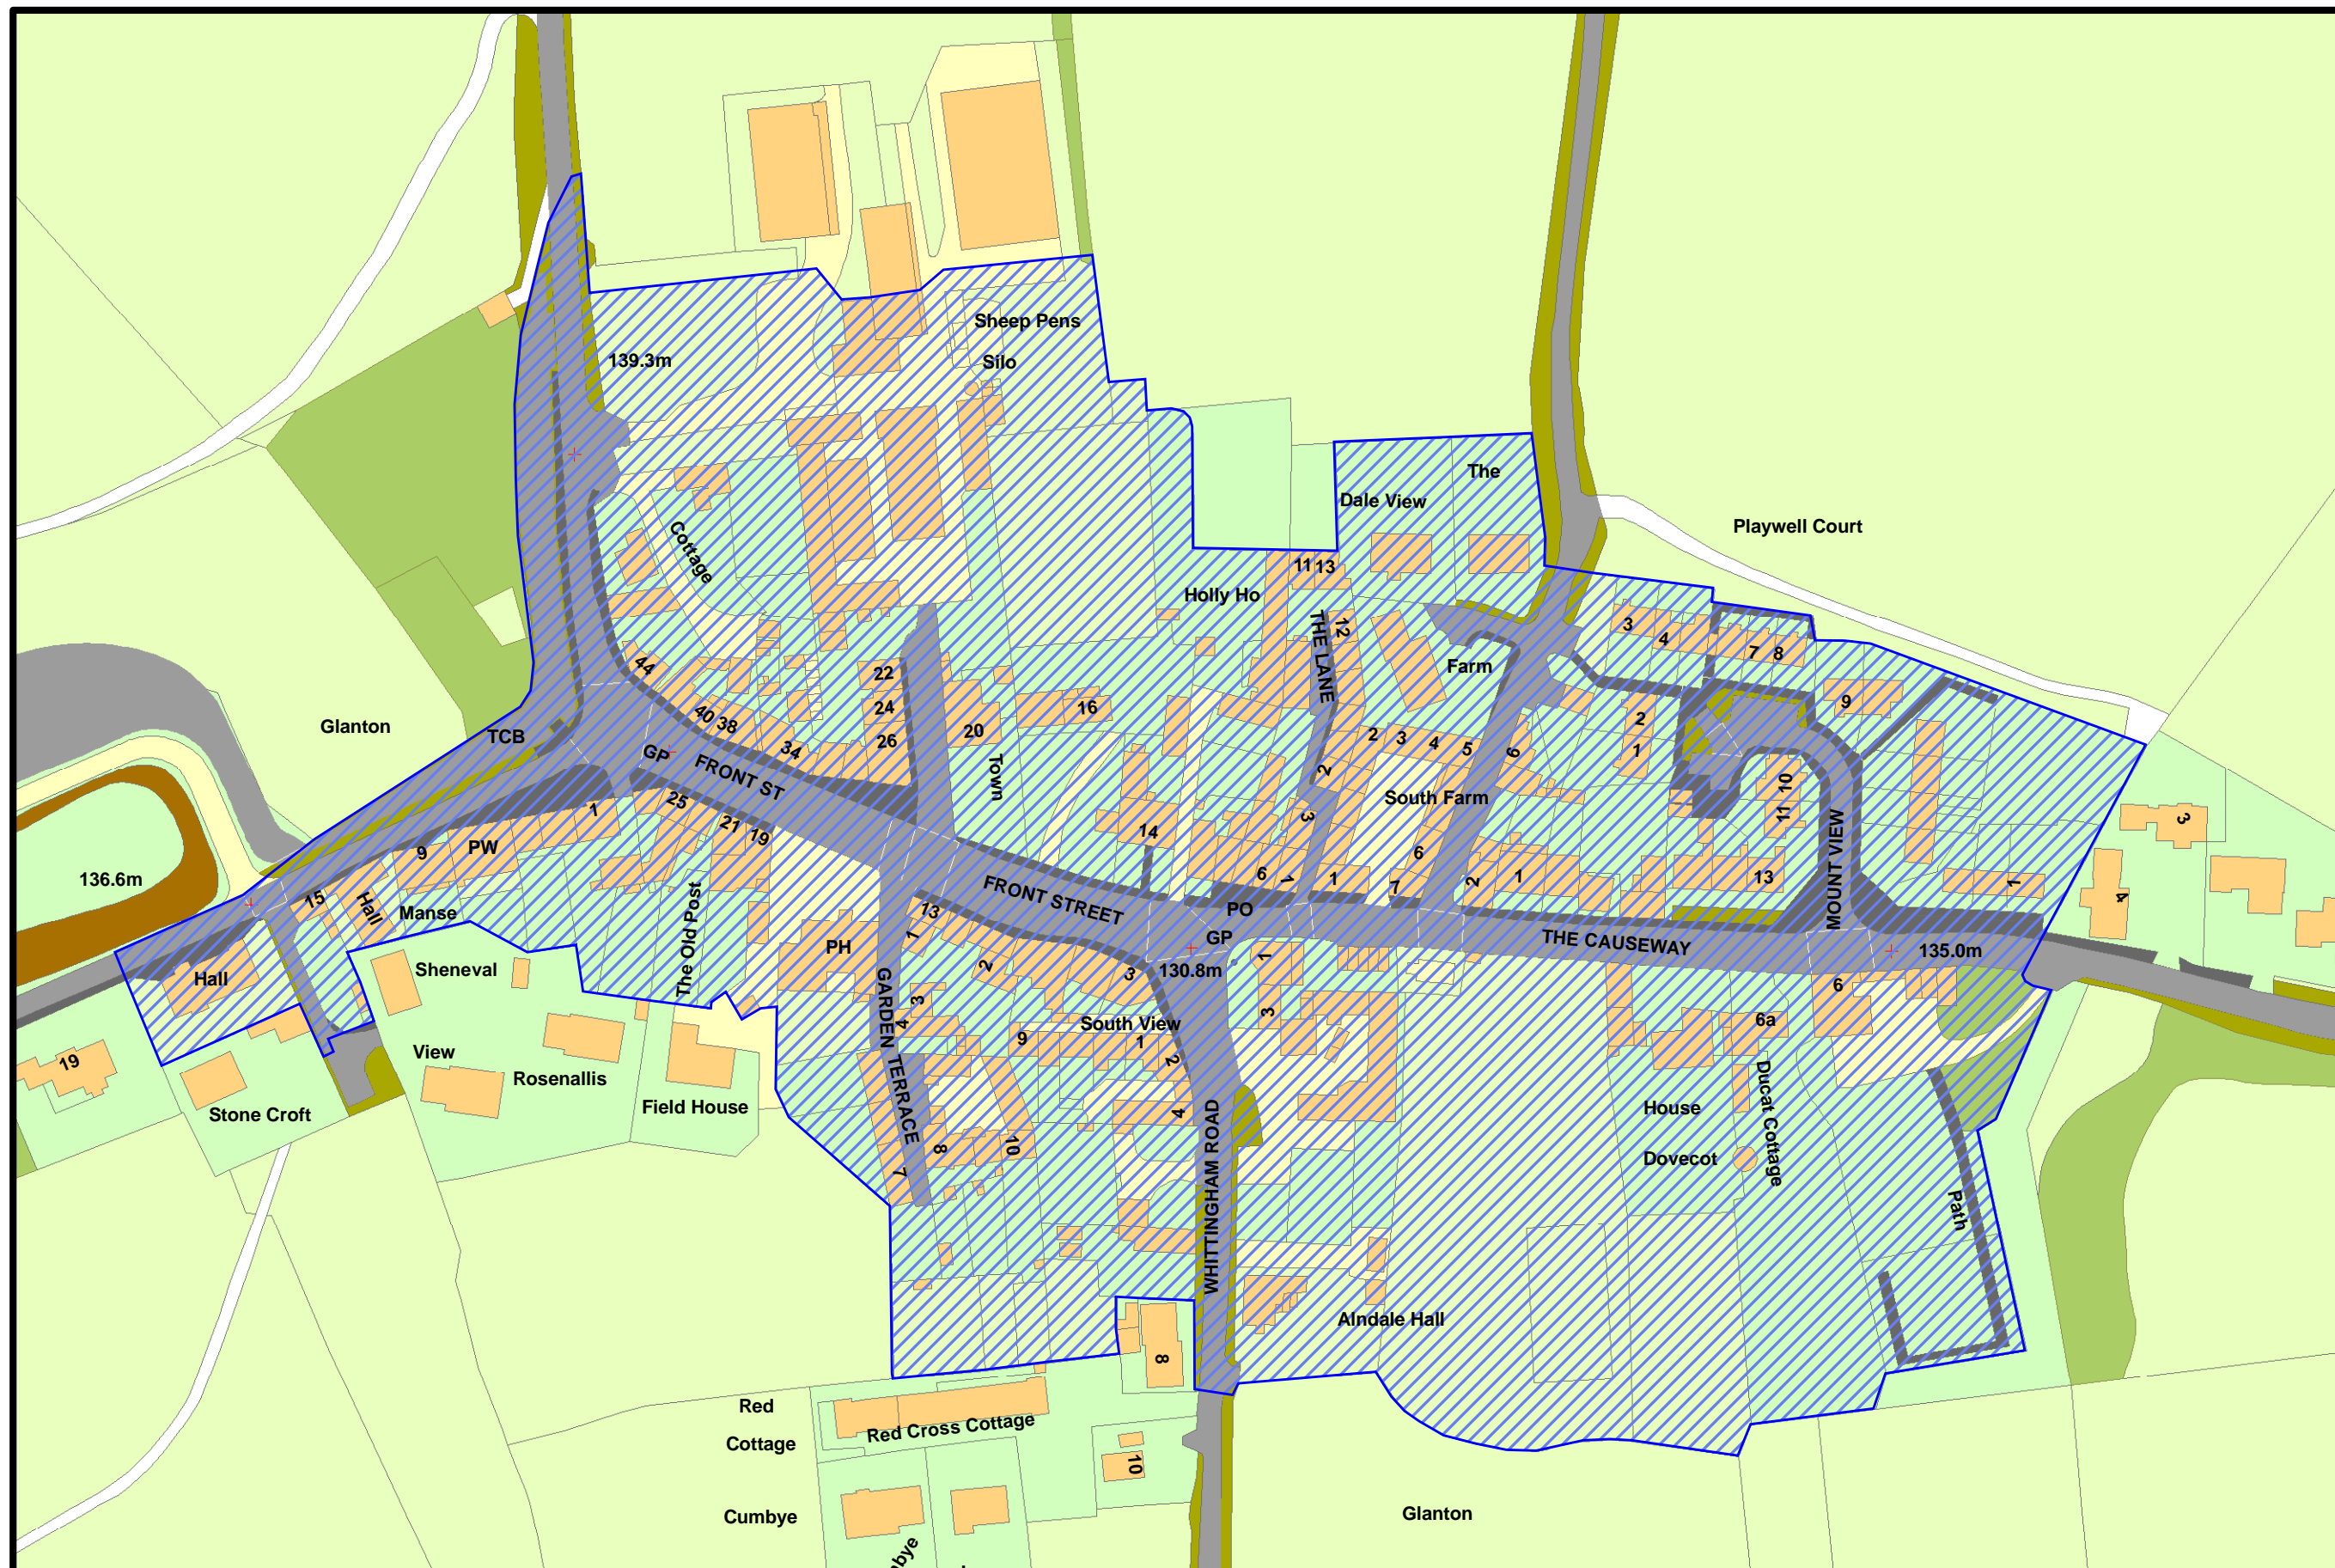 Sheep Pens
139.3m
Silo
The
Dale View
Playwell Court
Cottage
11
13
Holly Ho
THE LANE
12
3
4
7
8
44
Farm
22
24
26
16
20
9
2
1
40
38
34
Glanton
TCB
GP
FRONT ST
Town
2
3
4
5
6
2
South Farm
10
11
25
21
19
1
9
PW
14
3
6
3
136.6m
15
Hall
Manse
The Old Post
6
1
1
7
2
1
13
MOUNT VIEW
1
4
13
1
FRONT STREET
PO
GP
THE CAUSEWAY
135.0m
PH
Hall
Sheneval
2
3
130.8m
1
6
GARDEN TERRACE
3
4
South View
3
6a
19
View
Rosenallis
9
1
2
Stone Croft
Field House
4
House
Ducat Cottage
WHITTINGHAM ROAD
8
10
7
Dovecot
Path
Alndale Hall
8
Red
Cottage
Red Cross Cottage
10
Cumbye
Glanton
bye